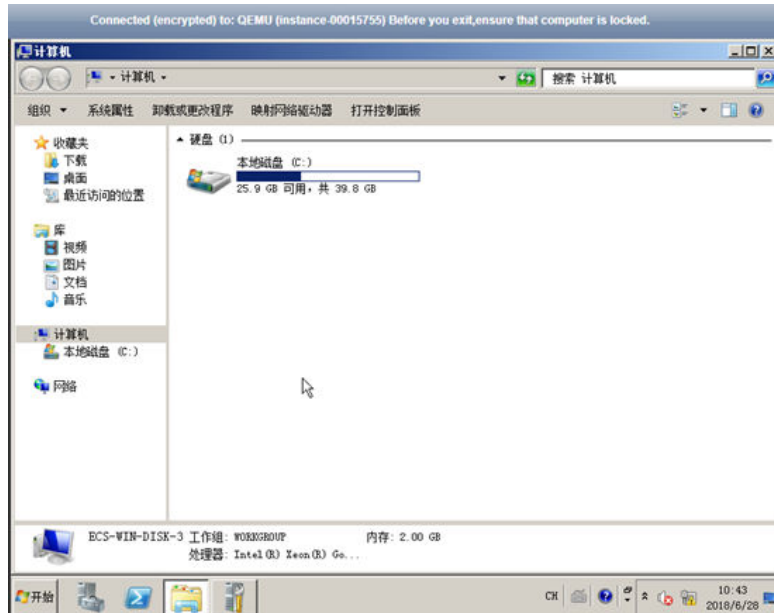 Connected (encrypted) to: QEMU (instance-00015755) Before you exit,ensure that computer is locked.
计算机
计算机
搜索 计算机
组织 系统属性 卸载或更改程序 映射网络驱动器 打开控制面板
收藏夹
下载
桌面
最近访问的位置
库
视频
图片
文档
音乐
计算机
本地磁盘 (C:)
网络
硬盘 (1)
本地磁盘 (C:)
25.9 GB 可用，共 39.8 GB
ECS-WIN-DISK-3 工作组: WORKGROUP 内存: 2.00 GB
处理器: Intel(R) Xeon(R) Go...
开始
CH
10:43
2018/6/28